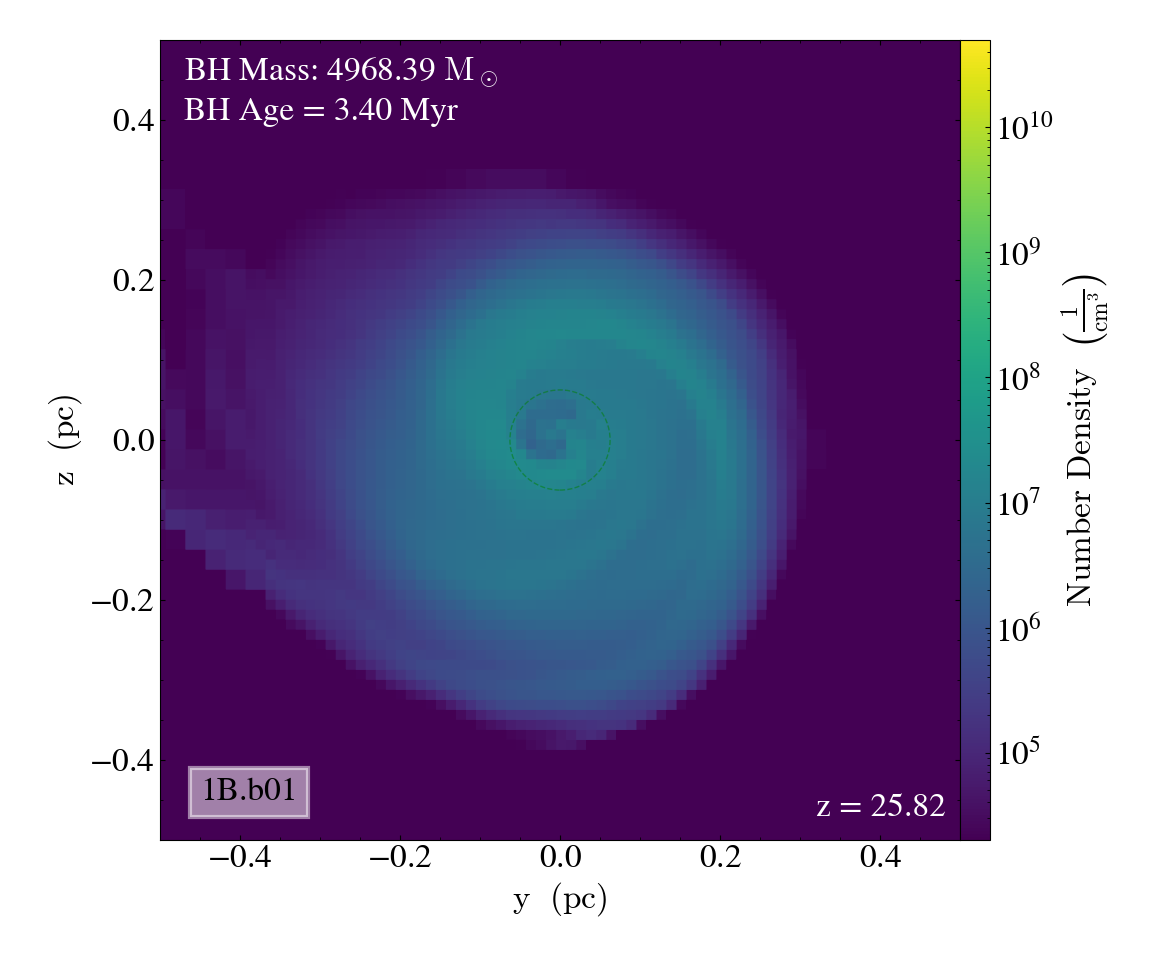 BH Mass: 4968.39 M⊙
BH Age = 3.40 Myr
0.4
0.2
0.0
−0.2
−0.4
z (pc)
1B.b01
z = 25.82
−0.4 −0.2 0.0 0.2 0.4
y (pc)
10¹⁰
10⁹
10⁸
10⁷
10⁶
10⁵
Number Density (1/cm³)